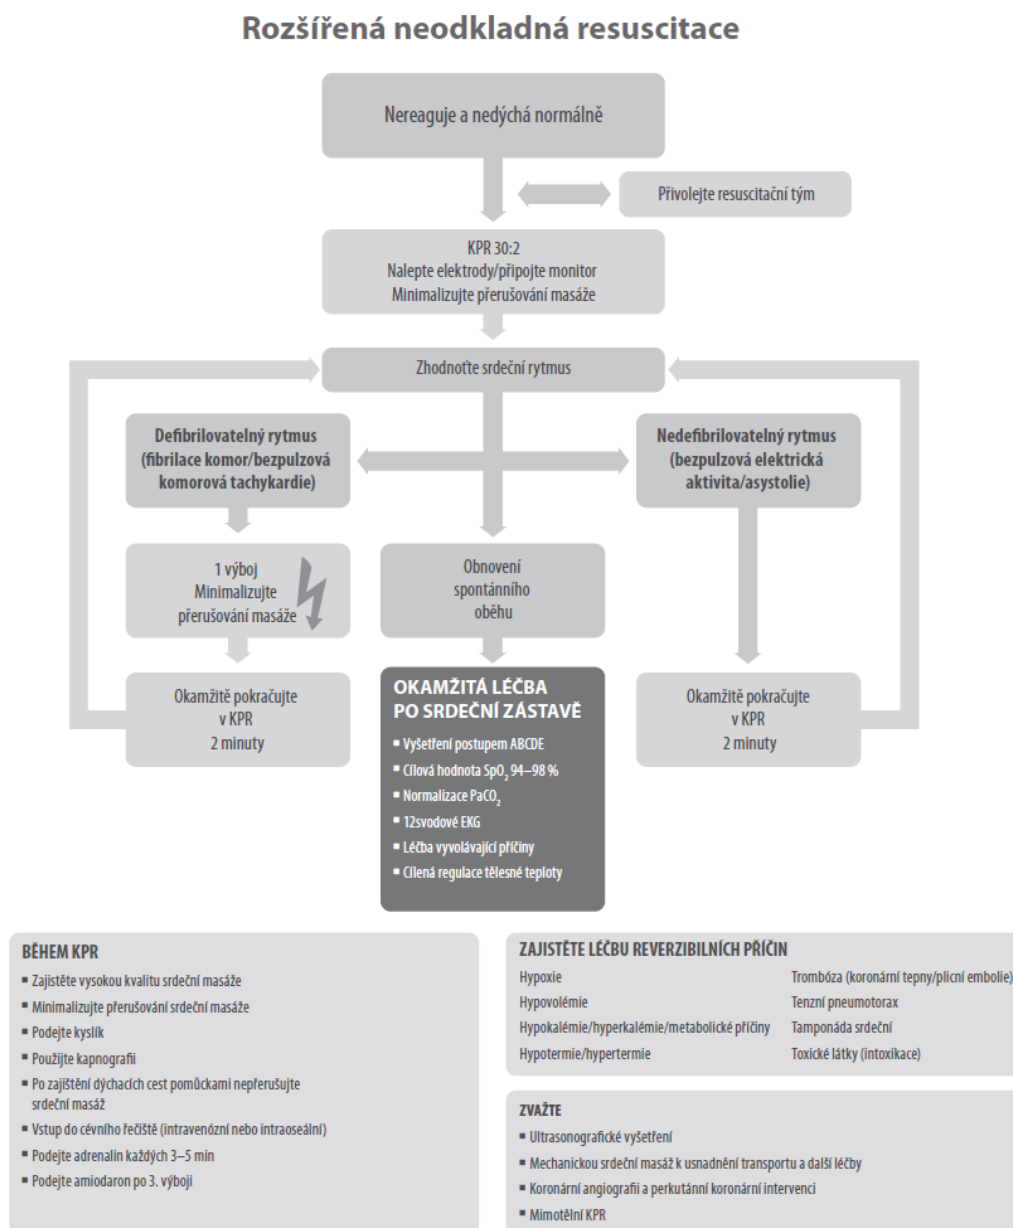 Rozšířená neodkladná resuscitace
Nereaguje a nedýchá normálně
Přivolejte resuscitační tým
KPR 30:2
Nalepte elektrody/připojte monitor
Minimalizujte přerušování masáže
Zhodnoťte srdeční rytmus
Defibrilovatelný rytmus
(fibrilace komor/bezpulzová
komorová tachykardie)
Nedefibrilovatelný rytmus
(bezpulzová elektrická
aktivita/asystolie)
1 výboj
Minimalizujte
přerušování masáže
Obnovení
spontánního
oběhu
Okamžitě pokračujte
v KPR
2 minuty
OKAMŽITÁ LÉČBA
PO SRDEČNÍ ZÁSTAVĚ
▪ Vyšetření postupem ABCDE
▪ Cílová hodnota SpO₂ 94–98 %
▪ Normalizace PaCO₂
▪ 12svodové EKG
▪ Léčba vyvolávající příčiny
▪ Cílená regulace tělesné teploty
Okamžitě pokračujte
v KPR
2 minuty
BĚHEM KPR
▪ Zajistěte vysokou kvalitu srdeční masáže
▪ Minimalizujte přerušování srdeční masáže
▪ Podejte kyslík
▪ Použijte kapnografii
▪ Po zajištění dýchacích cest pomůckami nepřerušujte
srdeční masáž
▪ Vstup do cévního řečiště (intravenózní nebo intraoseální)
▪ Podejte adrenalin každých 3–5 min
▪ Podejte amiodaron po 3. výboji
ZAJISTĚTE LÉČBU REVERZIBILNÍCH PŘÍČIN
Hypoxie
Hypovolémie
Hypokalémie/hyperkalémie/metabolické příčiny
Hypotermie/hypertermie
Trombóza (koronární tepny/plicní embolie)
Tenzní pneumotorax
Tamponáda srdeční
Toxické látky (intoxikace)
ZVAŽTE
▪ Ultrasonografické vyšetření
▪ Mechanickou srdeční masáž k usnadnění transportu a další léčby
▪ Koronární angiografii a perkutánní koronární intervenci
▪ Mimotělní KPR